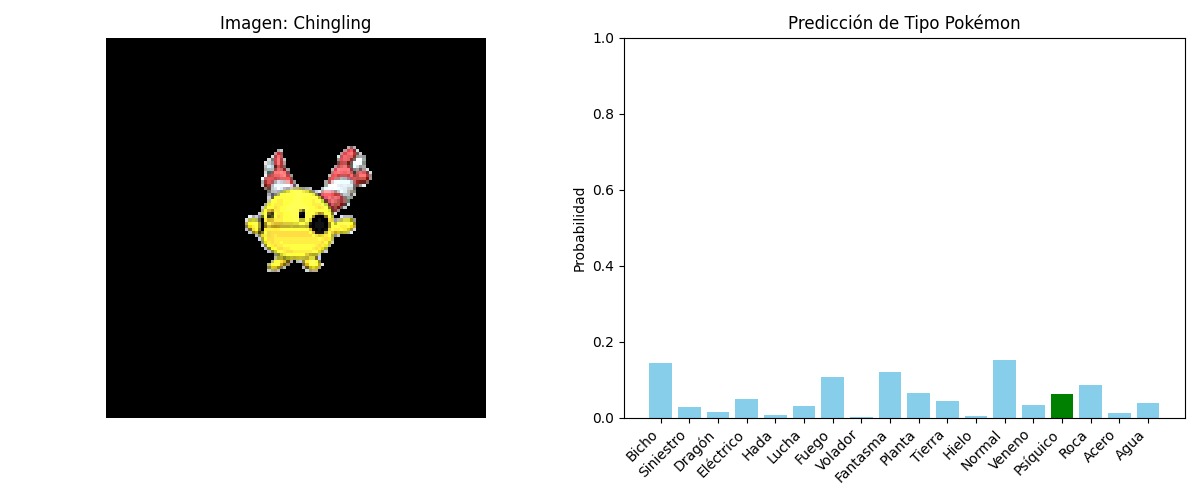 Imagen: Chingling
Predicción de Tipo Pokémon
Probabilidad
1.0
0.8
0.6
0.4
0.2
0.0
Bicho
Siniestro
Dragón
Eléctrico
Hada
Lucha
Fuego
Volador
Fantasma
Planta
Tierra
Hielo
Normal
Veneno
Psíquico
Roca
Acero
Agua